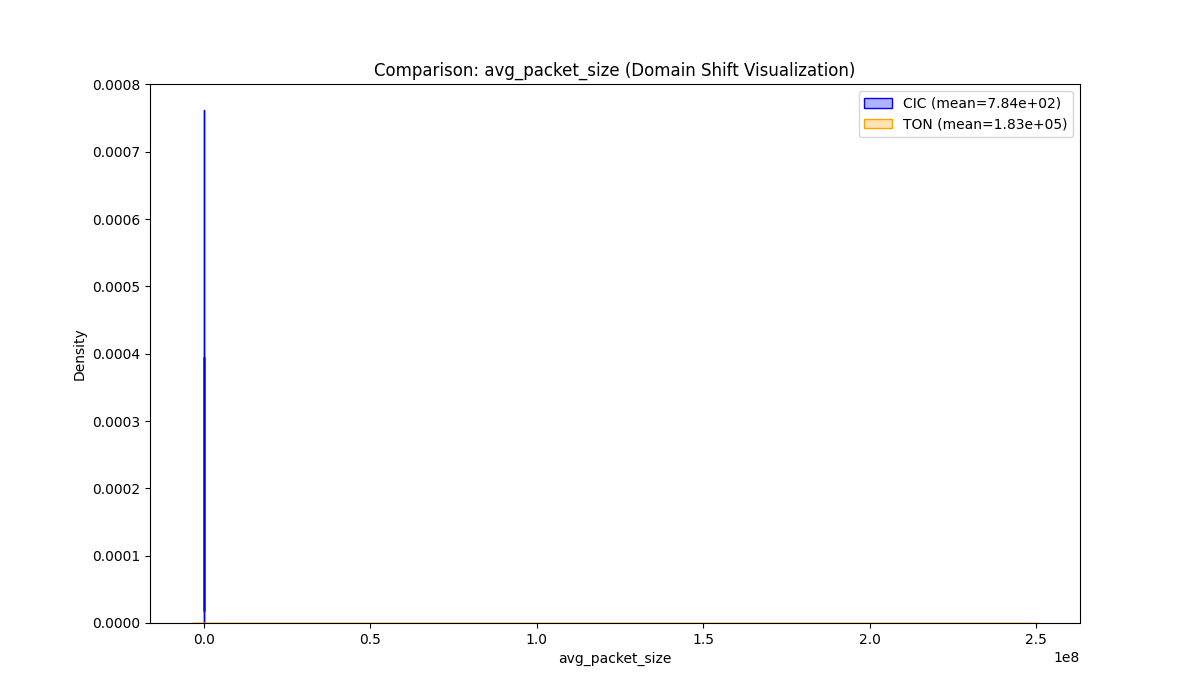 Comparison: avg_packet_size (Domain Shift Visualization)
CIC (mean=7.84e+02)
TON (mean=1.83e+05)
Density
0.0008
0.0007
0.0006
0.0005
0.0004
0.0003
0.0002
0.0001
0.0000
0.0 0.5 1.0 1.5 2.0 2.5
1e8
avg_packet_size